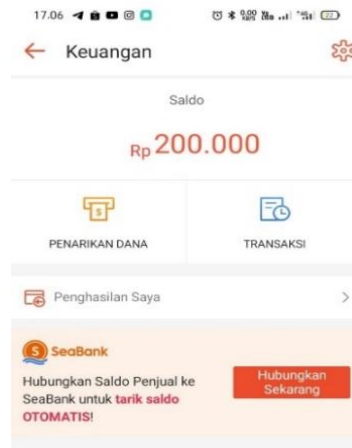 17.06
Keuangan
Saldo
Rp 200.000
PENARIKAN DANA
TRANSAKSI
Penghasilan Saya
SeaBank
Hubungkan Saldo Penjual ke
SeaBank untuk tarik saldo
OTOMATIS!
Hubungkan
Sekarang